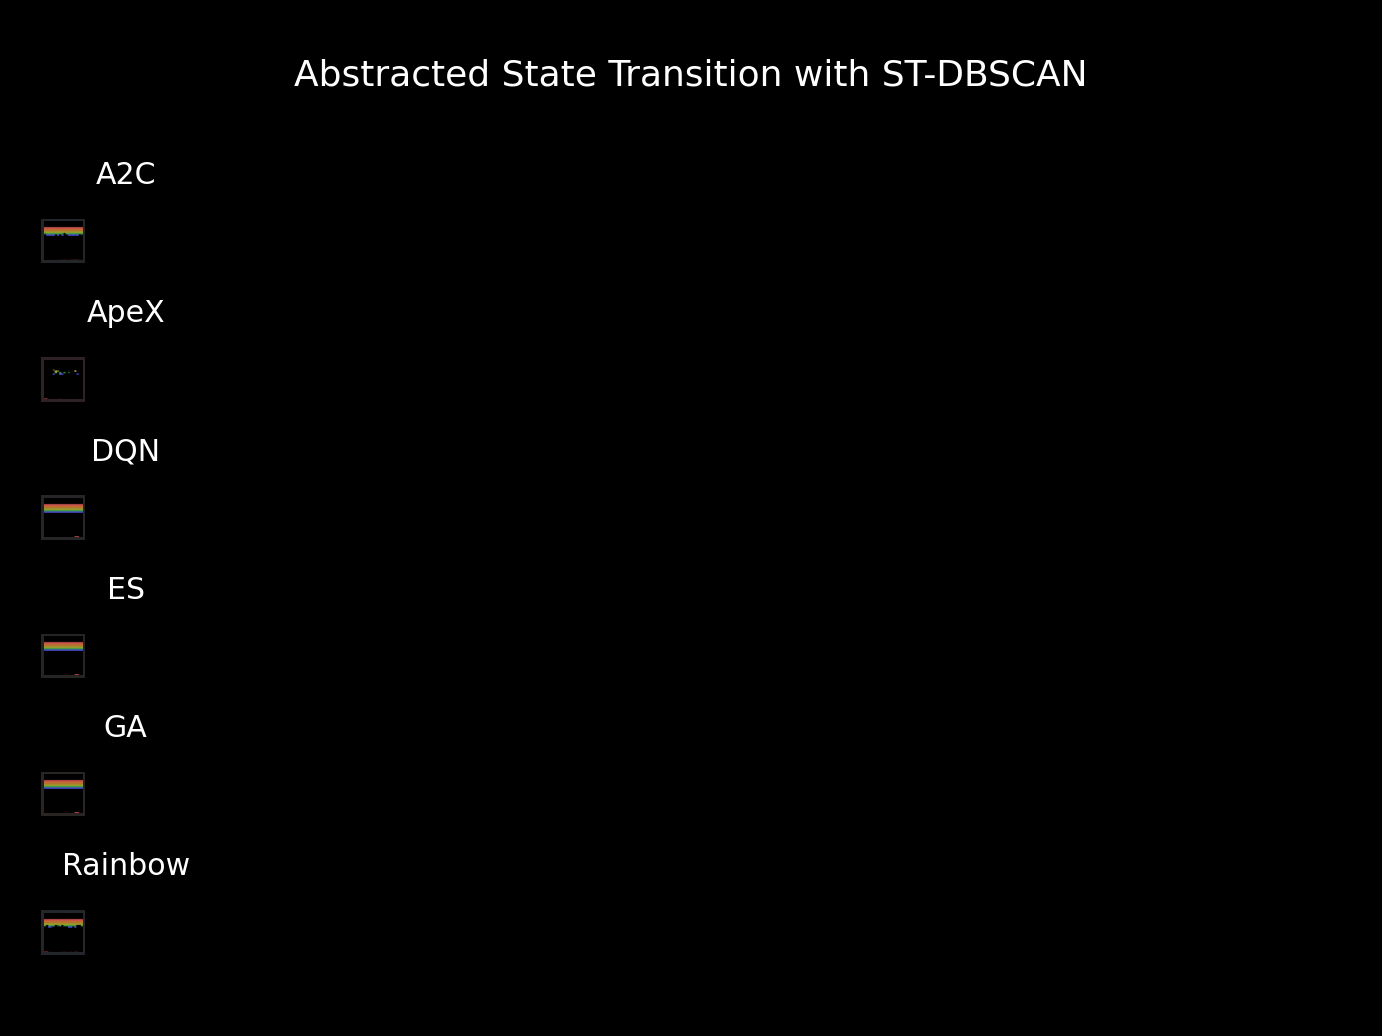 Abstracted State Transition with ST-DBSCAN
A2C
ApeX
DQN
ES
GA
Rainbow